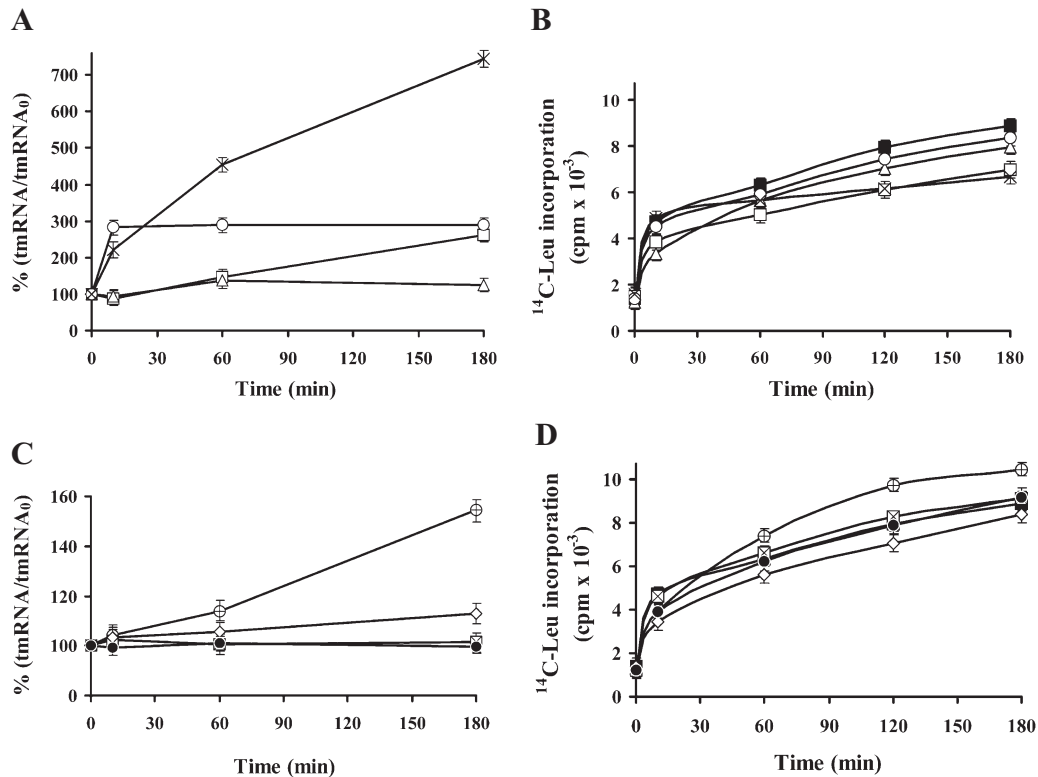 A
% (tmRNA/tmRNA₀)
700
600
500
400
300
200
100
0
0 30 60 90 120 150 180
Time (min)
B
¹⁴C-Leu incorporation
(cpm x 10⁻³)
10
8
6
4
2
0
0 30 60 90 120 150 180
Time (min)
C
% (tmRNA/tmRNA₀)
160
140
120
100
80
0
0 30 60 90 120 150 180
Time (min)
D
¹⁴C-Leu incorporation
(cpm x 10⁻³)
10
8
6
4
2
0
0 30 60 90 120 150 180
Time (min)